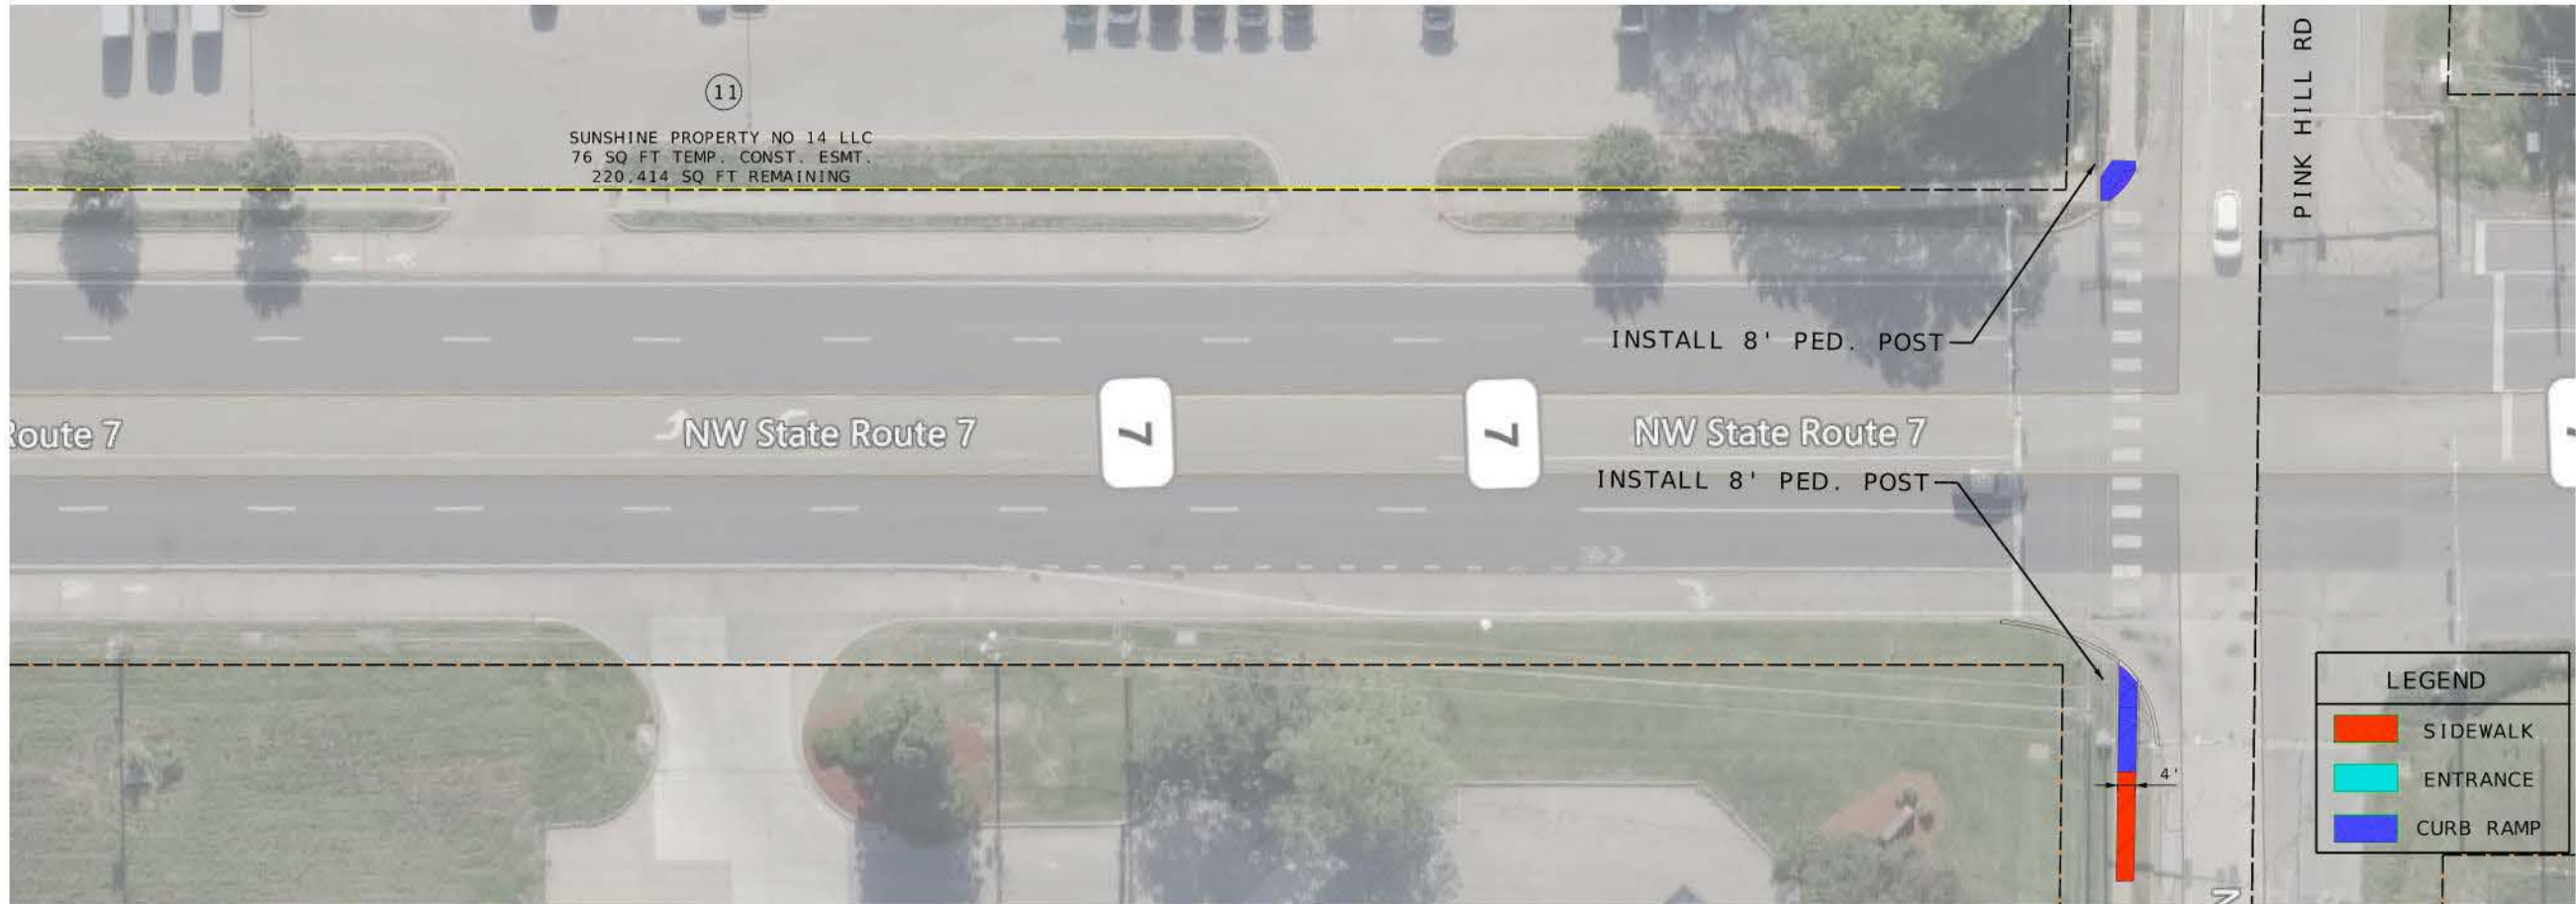 11
SUNSHINE PROPERTY NO 14 LLC
76 SQ FT TEMP. CONST. ESMT.
220,414 SQ FT REMAINING
PINK HILL RD
INSTALL 8' PED. POST
Route 7
NW State Route 7
7
7
NW State Route 7
INSTALL 8' PED. POST
4'
LEGEND
SIDEWALK
ENTRANCE
CURB RAMP